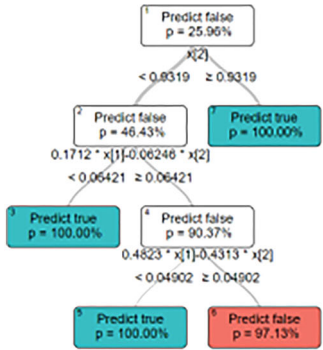 1
Predict false
p = 25.96%
x[2]
< 0.9319 ≥ 0.9319
2
Predict false
p = 46.43%
7
Predict true
p = 100.00%
0.1712 * x[1]-0.06246 * x[2]
< 0.06421 ≥ 0.06421
3
Predict true
p = 100.00%
4
Predict false
p = 90.37%
0.4823 * x[1]-0.4313 * x[2]
< 0.04902 ≥ 0.04902
5
Predict true
p = 100.00%
6
Predict false
p = 97.13%